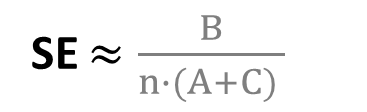 SE ≈ B / n·(A+C)